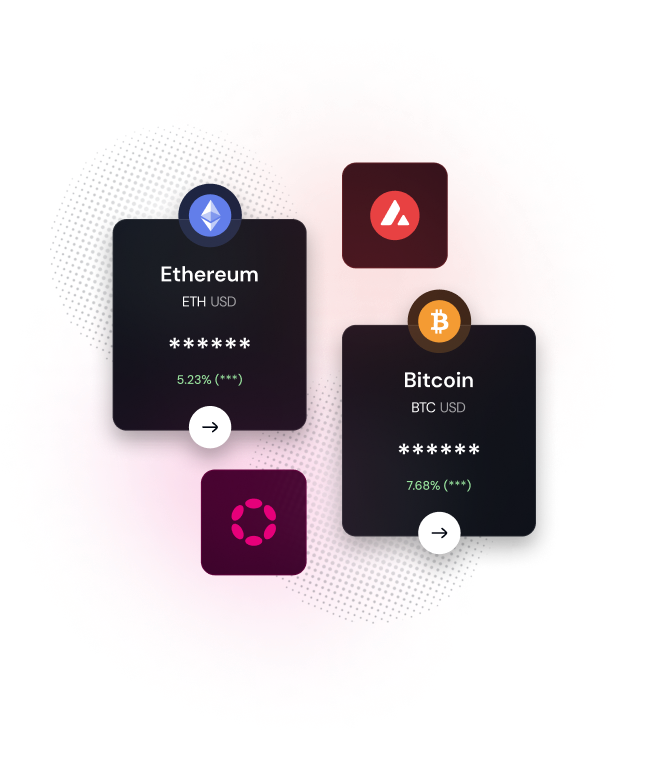 Ethereum
ETH USD
******
5.23% (***)
Bitcoin
BTC USD
******
7.68% (***)